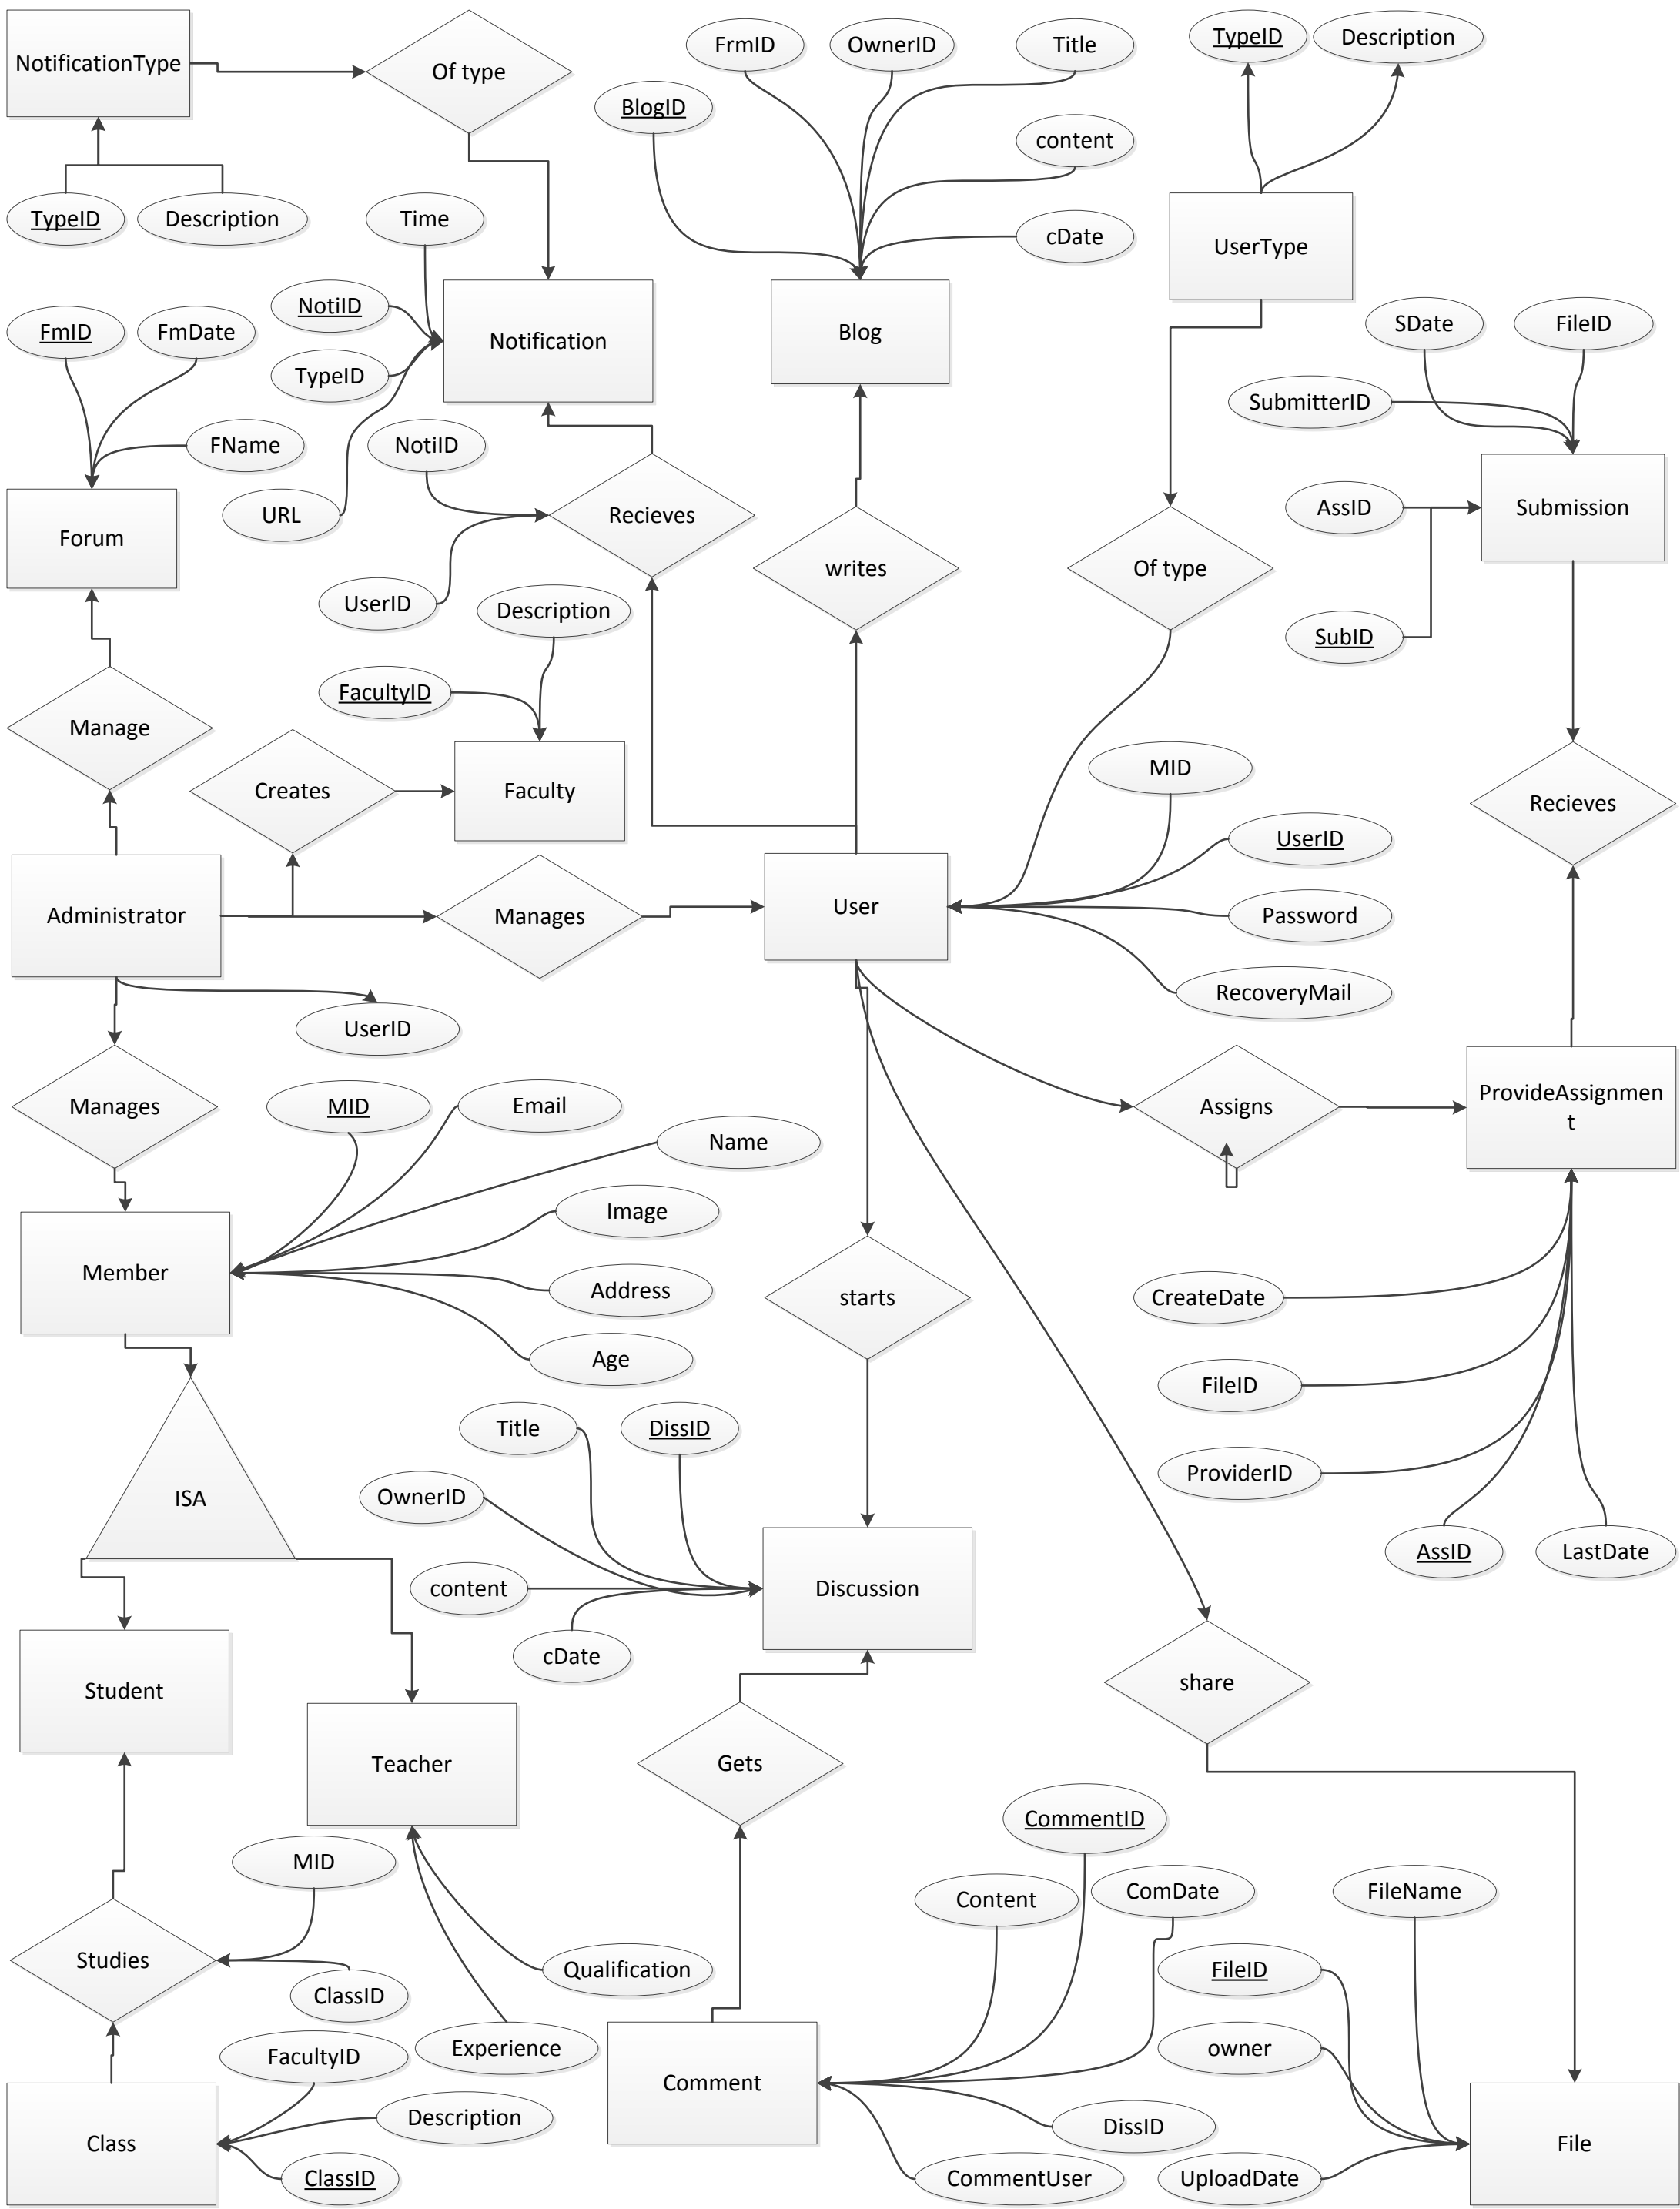 NotificationType
Of type
FrmID
OwnerID
Title
TypeID
Description
BlogID
content
TypeID
Description
Time
cDate
UserType
NotiID
Notification
Blog
SDate
FileID
FmID
FmDate
TypeID
SubmitterID
FName
NotiID
URL
Recieves
AssID
Submission
Forum
writes
Of type
UserID
Description
SubID
FacultyID
Manage
MID
Creates
Faculty
Recieves
UserID
Administrator
Manages
User
Password
RecoveryMail
UserID
Manages
MID
Email
Assigns
ProvideAssignmen
t
Name
Image
Member
Address
starts
CreateDate
Age
FileID
Title
DissID
ProviderID
ISA
OwnerID
AssID
LastDate
content
Discussion
cDate
Student
share
Teacher
Gets
CommentID
MID
Content
ComDate
FileName
Studies
Qualification
FileID
ClassID
Experience
owner
FacultyID
Comment
Description
DissID
Class
File
ClassID
CommentUser
UploadDate